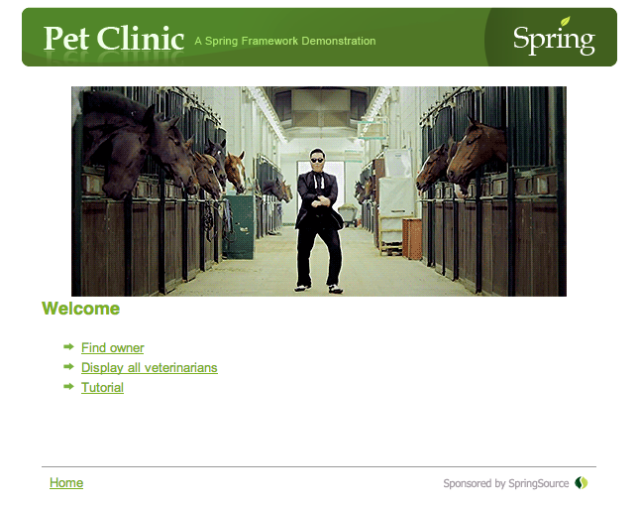 Pet Clinic A Spring Framework Demonstration Spring
Welcome
Find owner
Display all veterinarians
Tutorial
Home Sponsored by SpringSource